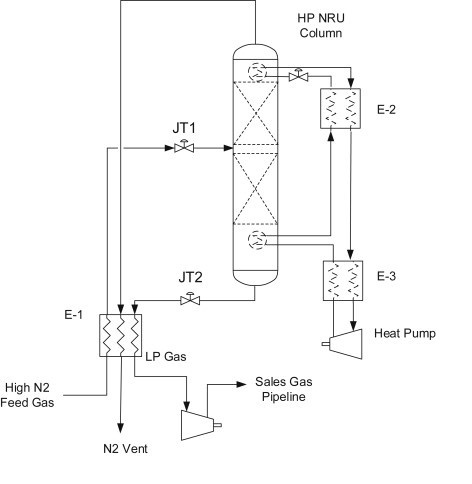 HP NRU
Column
E-2
JT1
JT2
E-3
E-1
LP Gas
Heat Pump
High N2
Feed Gas
Sales Gas
Pipeline
N2 Vent